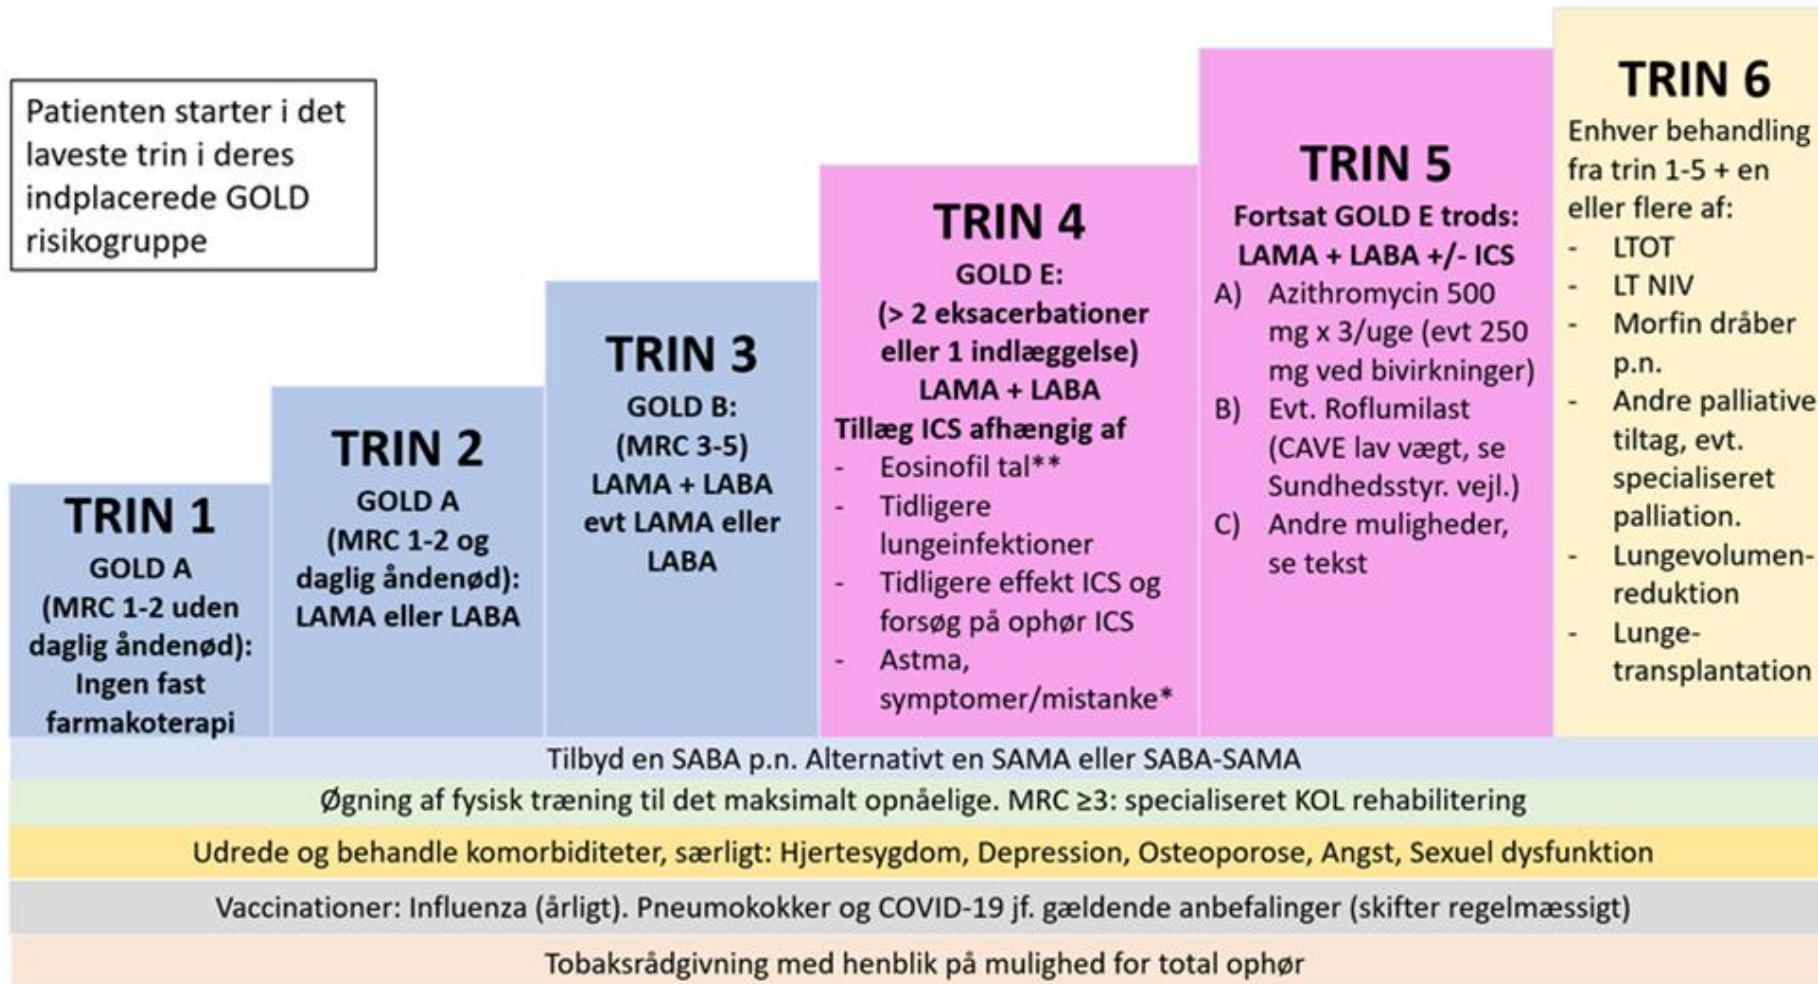 Patienten starter i det
laveste trin i deres
indplacerede GOLD
risikogruppe
TRIN 1
GOLD A
(MRC 1-2 uden
daglig åndenød):
Ingen fast
farmakoterapi
TRIN 2
GOLD A
(MRC 1-2 og
daglig åndenød):
LAMA eller LABA
TRIN 3
GOLD B:
(MRC 3-5)
LAMA + LABA
evt LAMA eller
LABA
TRIN 4
GOLD E:
(> 2 eksacerbationer
eller 1 indlæggelse)
LAMA + LABA
Tillæg ICS afhængig af
- Eosinofil tal**
- Tidligere
lungeinfektioner
- Tidligere effekt ICS og
forsøg på ophør ICS
- Astma,
symptomer/mistanke*
TRIN 5
Fortsat GOLD E trods:
LAMA + LABA +/- ICS
A) Azithromycin 500
mg x 3/uge (evt 250
mg ved bivirkninger)
B) Evt. Roflumilast
(CAVE lav vægt, se
Sundhedsstyr. vejl.)
C) Andre muligheder,
se tekst
TRIN 6
Enhver behandling
fra trin 1-5 + en
eller flere af:
- LTOT
- LT NIV
- Morfin dråber
p.n.
- Andre palliative
tiltag, evt.
specialiseret
palliation.
- Lungevolumen-
reduktion
- Lunge-
transplantation
Tilbyd en SABA p.n. Alternativt en SAMA eller SABA-SAMA
Øgning af fysisk træning til det maksimalt opnåelige. MRC ≥3: specialiseret KOL rehabilitering
Udrede og behandle komorbiditeter, særligt: Hjertesygdom, Depression, Osteoporose, Angst, Sexuel dysfunktion
Vaccinationer: Influenza (årligt). Pneumokokker og COVID-19 jf. gældende anbefalinger (skifter regelmæssigt)
Tobaksrådgivning med henblik på mulighed for total ophør